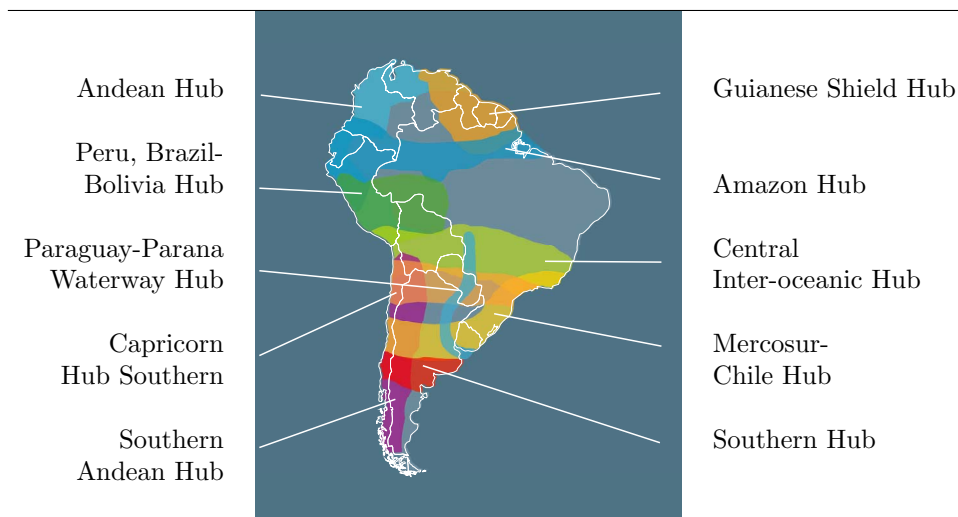 Andean Hub
Peru, Brazil-
Bolivia Hub
Paraguay-Parana
Waterway Hub
Capricorn
Hub Southern
Southern
Andean Hub
Guianese Shield Hub
Amazon Hub
Central
Inter-oceanic Hub
Mercosur-
Chile Hub
Southern Hub